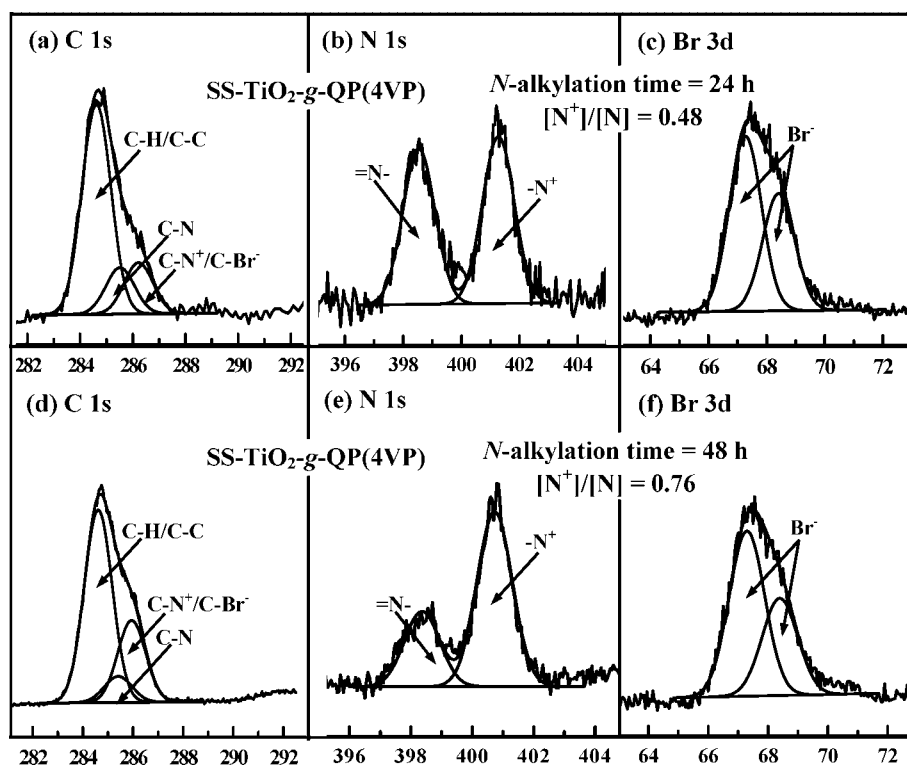 (a) C 1s
(b) N 1s
(c) Br 3d
SS-TiO₂-g-QP(4VP)
N-alkylation time = 24 h
[N⁺]/[N] = 0.48
C-H/C-C
C-N
C-N⁺/C-Br⁻
=N-
-N⁺
Br⁻
282 284 286 288 290 292
396 398 400 402 404
64 66 68 70 72
(d) C 1s
(e) N 1s
(f) Br 3d
SS-TiO₂-g-QP(4VP)
N-alkylation time = 48 h
[N⁺]/[N] = 0.76
C-H/C-C
C-N⁺/C-Br⁻
C-N
=N-
-N⁺
Br⁻
282 284 286 288 290 292
396 398 400 402 404
64 66 68 70 72